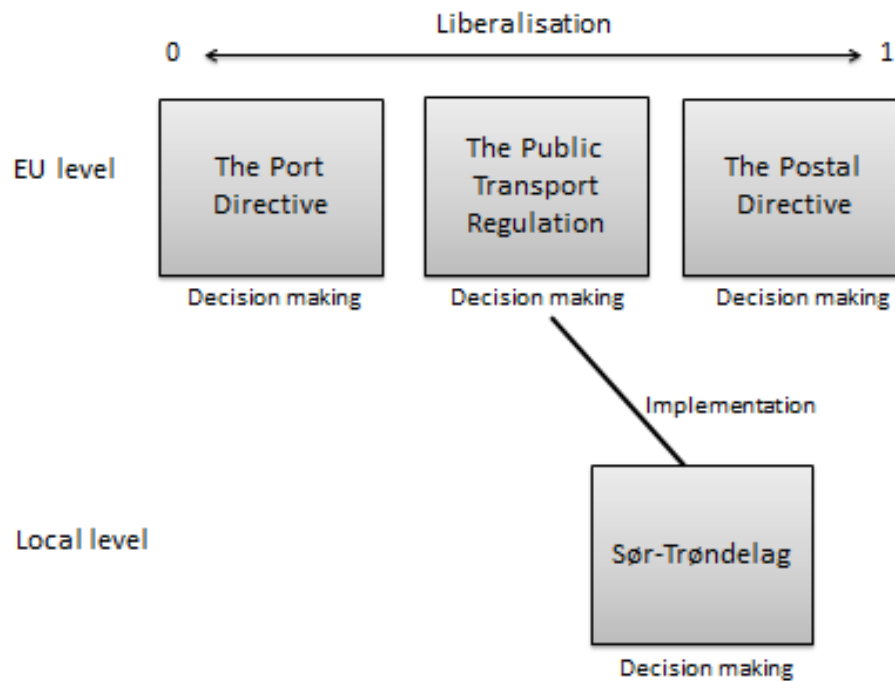 Liberalisation
0
1
EU level
The Port
Directive
The Public
Transport
Regulation
The Postal
Directive
Decision making
Decision making
Decision making
Implementation
Local level
Sør-Trøndelag
Decision making